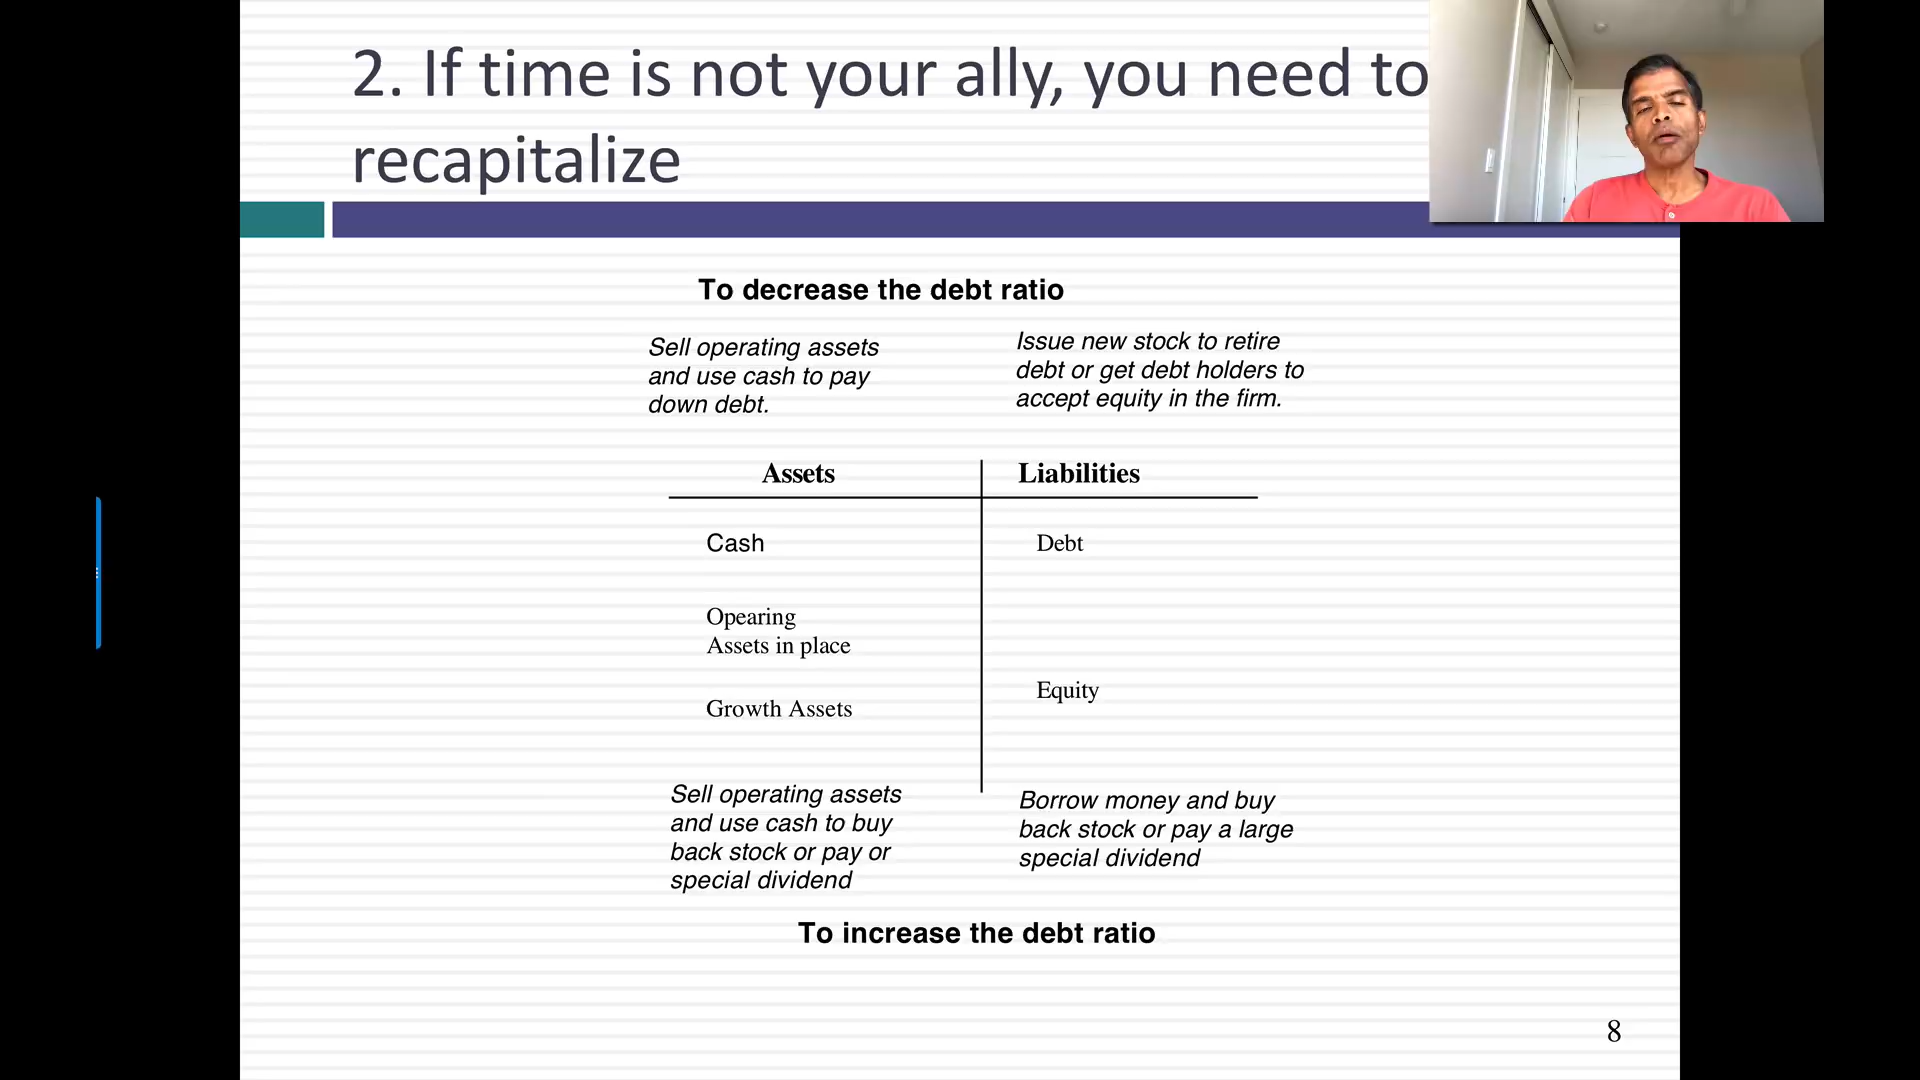 2. If time is not your ally, you need to
recapitalize
To decrease the debt ratio
Sell operating assets
and use cash to pay
down debt.
Issue new stock to retire
debt or get debt holders to
accept equity in the firm.
Assets
Liabilities
Cash
Debt
Opearing
Assets in place
Equity
Growth Assets
Sell operating assets
and use cash to buy
back stock or pay or
special dividend
Borrow money and buy
back stock or pay a large
special dividend
To increase the debt ratio
8